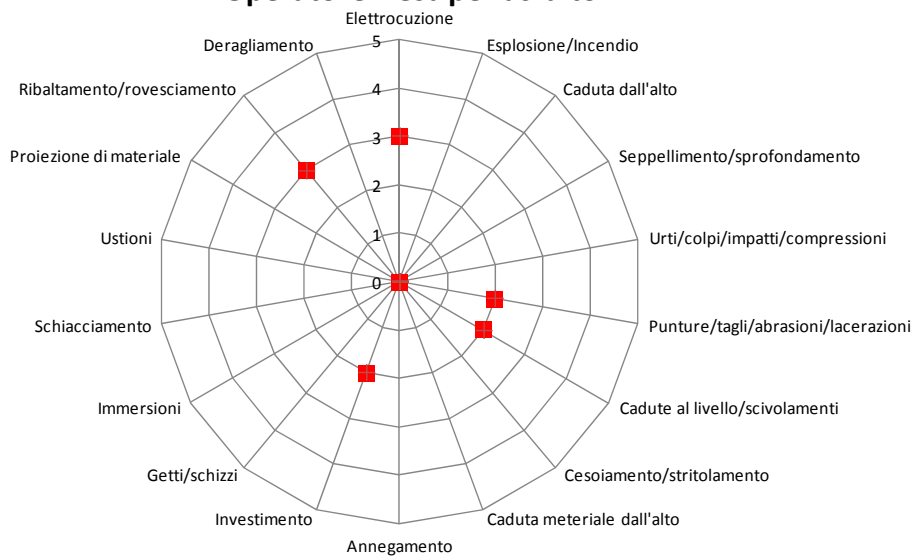 Elettrocuzione
Esplosione/Incendio
Caduta dall'alto
Seppellimento/sprofondamento
Urti/colpi/impatti/compressioni
Punture/tagli/abrasioni/lacerazioni
Cadute al livello/scivolamenti
Cesoiamento/stritolamento
Caduta meteriale dall'alto
Annegamento
Investimento
Getti/schizzi
Immersioni
Schiacciamento
Ustioni
Proiezione di materiale
Ribaltamento/rovesciamento
Deragliamento
5
4
3
2
1
0